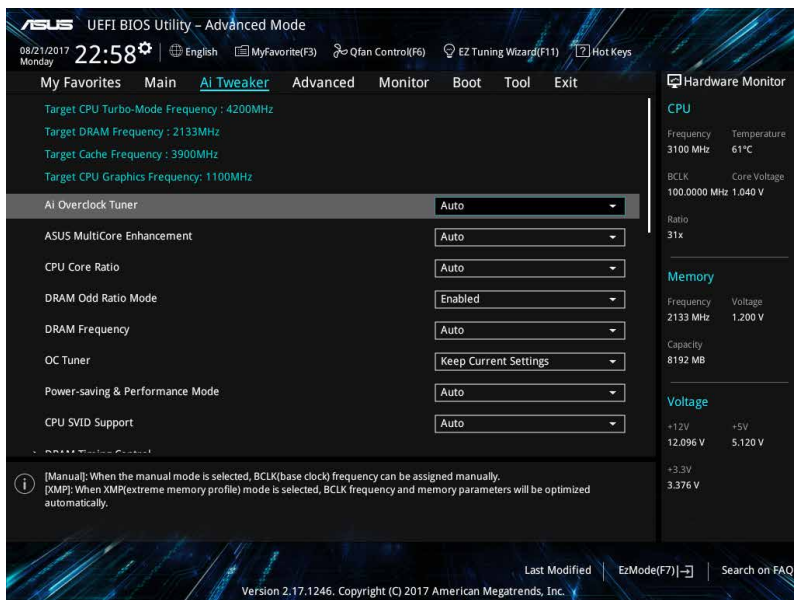 ASUS UEFI BIOS Utility – Advanced Mode
08/21/2017 Monday 22:58 English MyFavorite(F3) Qfan Control(F6) EZ Tuning Wizard(F11) ? Hot Keys
My Favorites Main Ai Tweaker Advanced Monitor Boot Tool Exit
Target CPU Turbo-Mode Frequency : 4200MHz
Target DRAM Frequency : 2133MHz
Target Cache Frequency : 3900MHz
Target CPU Graphics Frequency: 1100MHz
Ai Overclock Tuner Auto
ASUS MultiCore Enhancement Auto
CPU Core Ratio Auto
DRAM Odd Ratio Mode Enabled
DRAM Frequency Auto
OC Tuner Keep Current Settings
Power-saving & Performance Mode Auto
CPU SVID Support Auto
> DRAM Timing Control
[Manual]: When the manual mode is selected, BCLK(base clock) frequency can be assigned manually.
[XMP]: When XMP(extreme memory profile) mode is selected, BCLK frequency and memory parameters will be optimized
automatically.
Hardware Monitor
CPU
Frequency Temperature
3100 MHz 61°C
BCLK Core Voltage
100.0000 MHz 1.040 V
Ratio
31x
Memory
Frequency Voltage
2133 MHz 1.200 V
Capacity
8192 MB
Voltage
+12V +5V
12.096 V 5.120 V
+3.3V
3.376 V
Last Modified EzMode(F7) Search on FAQ
Version 2.17.1246. Copyright (C) 2017 American Megatrends, Inc.